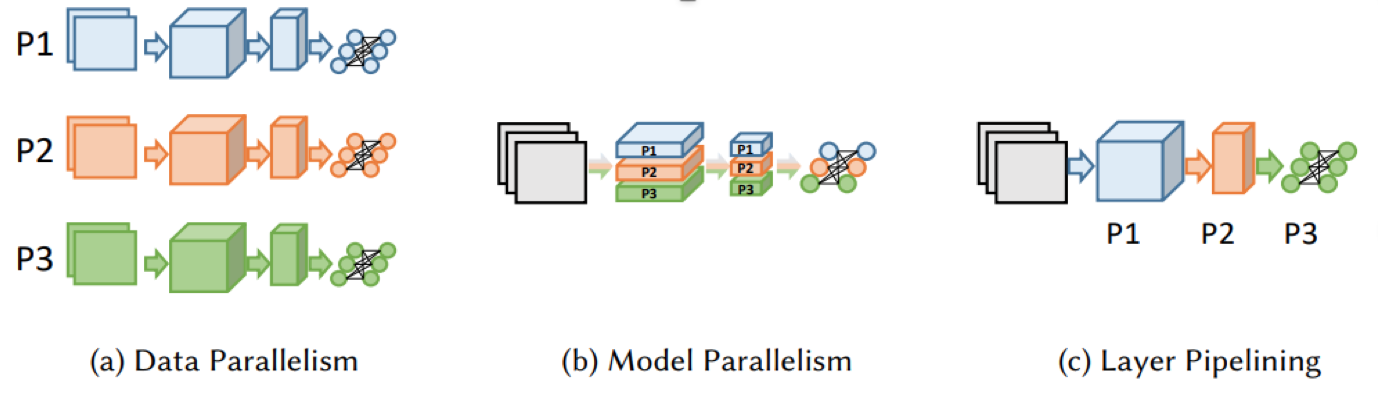 P1
P2
P3
P1
P2
P3
P1
P2
P3
P1
P2
P3
(a) Data Parallelism
(b) Model Parallelism
(c) Layer Pipelining